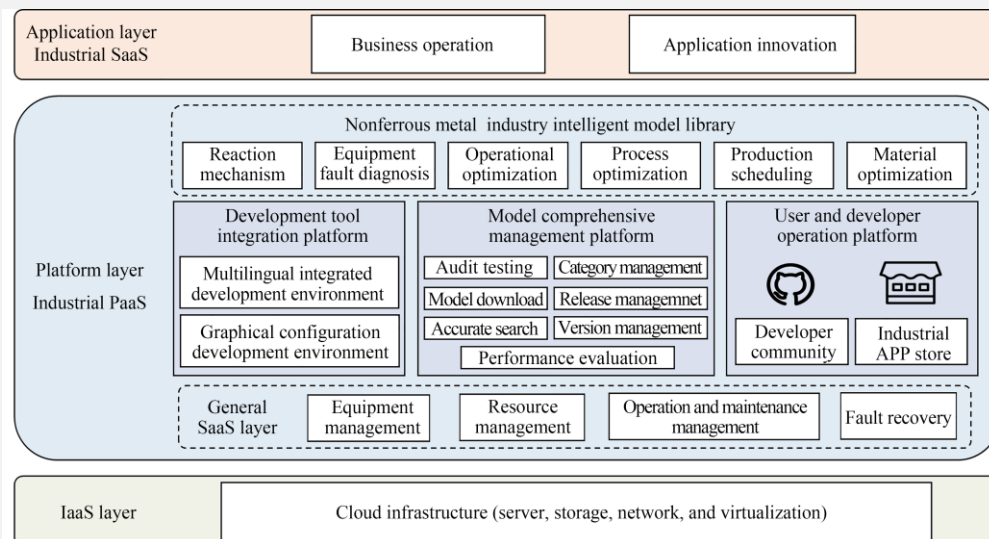 Application layer
Industrial SaaS
Business operation
Application innovation
Nonferrous metal industry intelligent model library
Reaction
mechanism
Equipment
fault diagnosis
Operational
optimization
Process
optimization
Production
scheduling
Material
optimization
Platform layer
Industrial PaaS
Development tool
integration platform
Multilingual integrated
development environment
Graphical configuration
development environment
Model comprehensive
management platform
Audit testing
Category management
Model download
Release managemnet
Accurate search
Version management
Performance evaluation
User and developer
operation platform
Developer
community
Industrial
APP store
General
SaaS layer
Equipment
management
Resource
management
Operation and maintenance
management
Fault recovery
IaaS layer
Cloud infrastructure (server, storage, network, and virtualization)